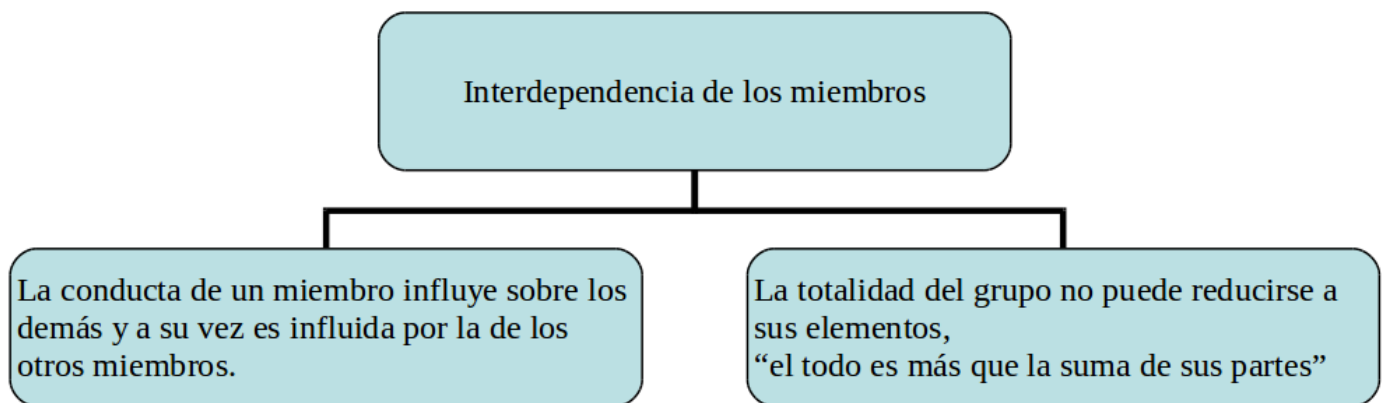 Interdependencia de los miembros
La conducta de un miembro influye sobre los
demás y a su vez es influida por la de los
otros miembros.
La totalidad del grupo no puede reducirse a
sus elementos,
“el todo es más que la suma de sus partes”